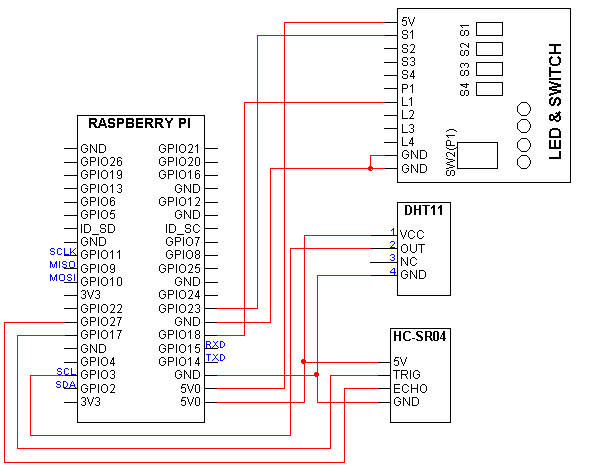 RASPBERRY PI
GND GPIO21
GPIO26 GPIO20
GPIO19 GPIO16
GPIO13 GND
GPIO6 GPIO12
GPIO5 GND
ID_SD ID_SC
GND GPIO7
SCLK GPIO11 GPIO8
MISO GPIO9 GPIO25
MOSI GPIO10 GND
3V3 GPIO24
GPIO22 GPIO23
GPIO27 GND
GPIO17 GPIO18
GND GPIO15 RXD
GPIO4 GPIO14 TXD
SCL GPIO3 GND
SDA GPIO2 5V0
3V3 5V0
5V
S1
S2
S3
S4
P1
L1
L2
L3
L4
GND
GND
S1
S2
S3
S4
SW2(P1)
LED & SWITCH
DHT11
1 VCC
2 OUT
3 NC
4 GND
HC-SR04
5V
TRIG
ECHO
GND